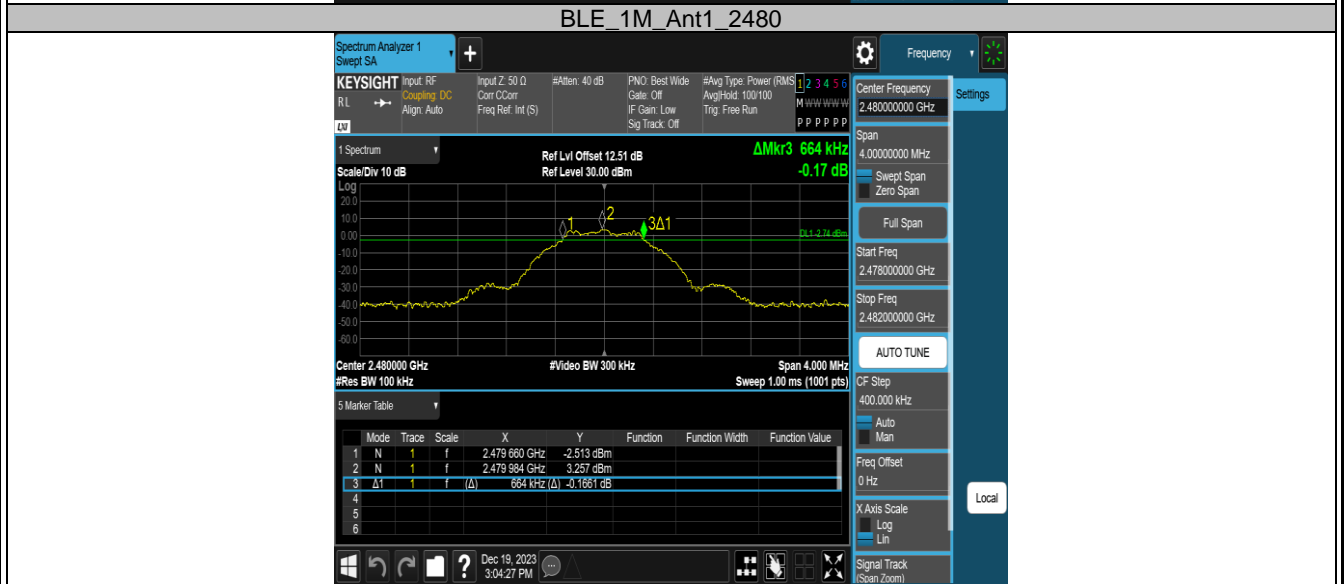 BLE_1M_Ant1_2480
Spectrum Analyzer 1
Swept SA
+
Frequency
KEYSIGHT
RL
LXI
Input: RF
Coupling: DC
Align: Auto
Input Z: 50 Ω
Corr CCorr
Freq Ref: Int (S)
#Atten: 40 dB
PNO: Best Wide
Gate: Off
IF Gain: Low
Sig Track: Off
#Avg Type: Power (RMS
Avg|Hold: 100/100
Trig: Free Run
1 2 3 4 5 6
M W W W W W
P P P P P P
1 Spectrum
Scale/Div 10 dB
Ref Lvl Offset 12.51 dB
Ref Level 30.00 dBm
ΔMkr3 664 kHz
-0.17 dB
Log
20.0
10.0
0.00
-10.0
-20.0
-30.0
-40.0
-50.0
-60.0
1
2
3Δ1
DL1 -2.74 dBm
Center 2.480000 GHz
#Video BW 300 kHz
Span 4.000 MHz
#Res BW 100 kHz
Sweep 1.00 ms (1001 pts)
5 Marker Table
Mode Trace Scale X Y Function Function Width Function Value
1 N 1 f 2.479 660 GHz -2.513 dBm
2 N 1 f 2.479 984 GHz 3.257 dBm
3 Δ1 1 f (Δ) 664 kHz (Δ) -0.1661 dB
4
5
6
Dec 19, 2023
3:04:27 PM
Center Frequency
2.480000000 GHz
Settings
Span
4.00000000 MHz
Swept Span
Zero Span
Full Span
Start Freq
2.478000000 GHz
Stop Freq
2.482000000 GHz
AUTO TUNE
CF Step
400.000 kHz
Auto
Man
Freq Offset
0 Hz
X Axis Scale
Log
Lin
Local
Signal Track
(Span Zoom)